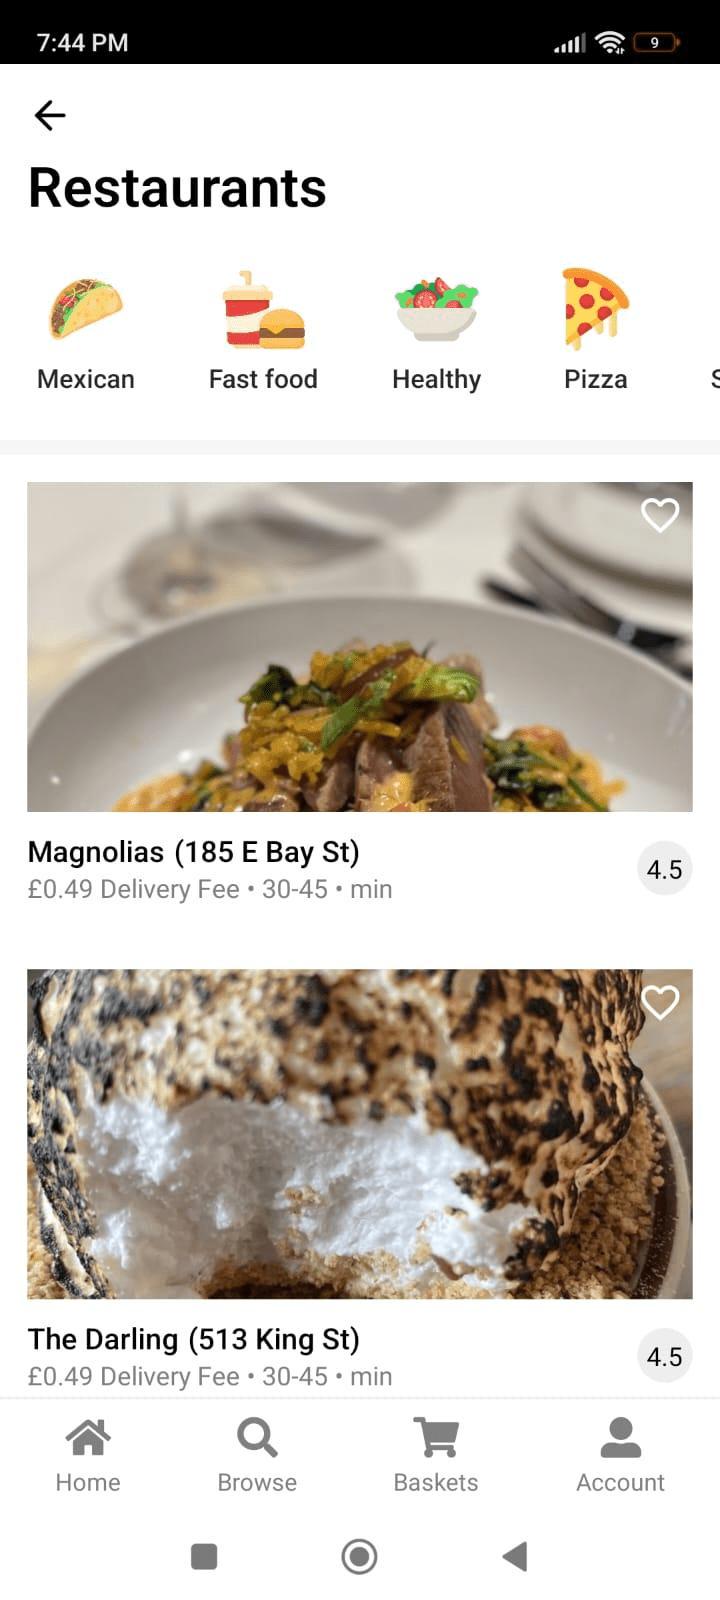 7:44 PM
9
Restaurants
Mexican
Fast food
Healthy
Pizza
Magnolias (185 E Bay St)
£0.49 Delivery Fee • 30-45 • min
4.5
The Darling (513 King St)
£0.49 Delivery Fee • 30-45 • min
4.5
Home
Browse
Baskets
Account